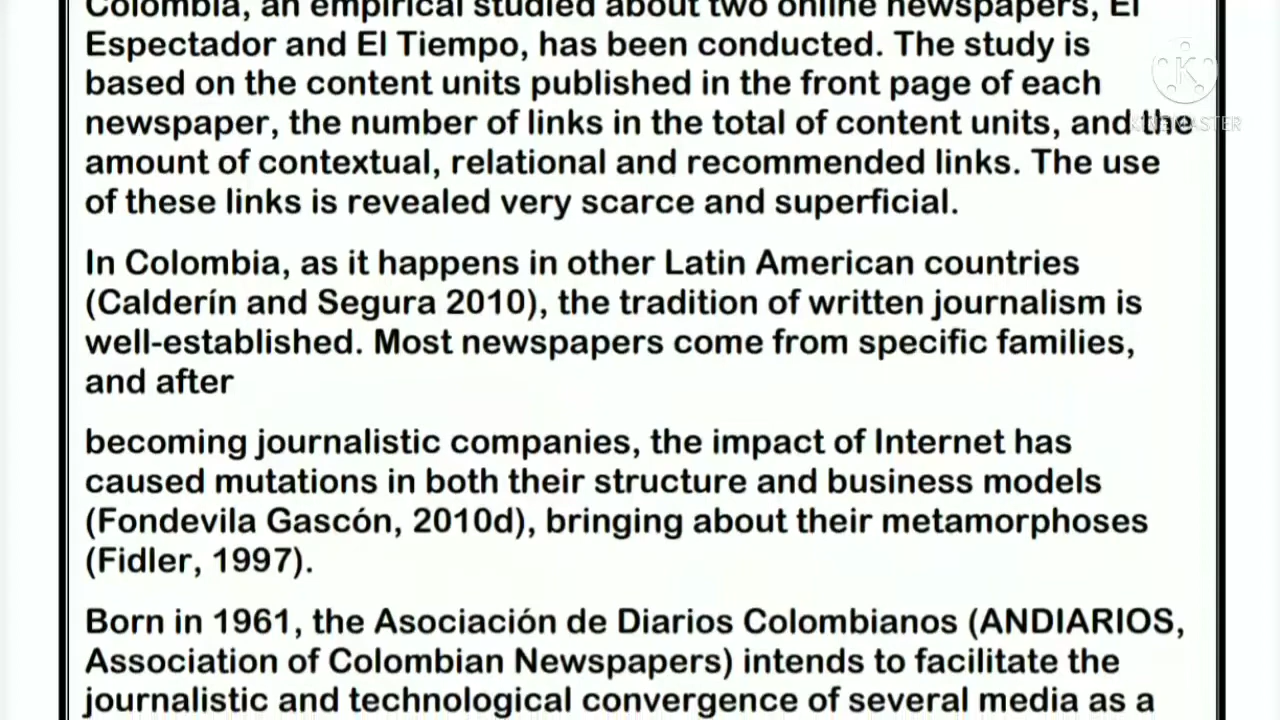 Colombia, an empirical studied about two online newspapers, El
Espectador and El Tiempo, has been conducted. The study is
based on the content units published in the front page of each
newspaper, the number of links in the total of content units, and the
amount of contextual, relational and recommended links. The use
of these links is revealed very scarce and superficial.
In Colombia, as it happens in other Latin American countries
(Calderín and Segura 2010), the tradition of written journalism is
well-established. Most newspapers come from specific families,
and after
becoming journalistic companies, the impact of Internet has
caused mutations in both their structure and business models
(Fondevila Gascón, 2010d), bringing about their metamorphoses
(Fidler, 1997).
Born in 1961, the Asociación de Diarios Colombianos (ANDIARIOS,
Association of Colombian Newspapers) intends to facilitate the
journalistic and technological convergence of several media as a
K
KINEMASTER